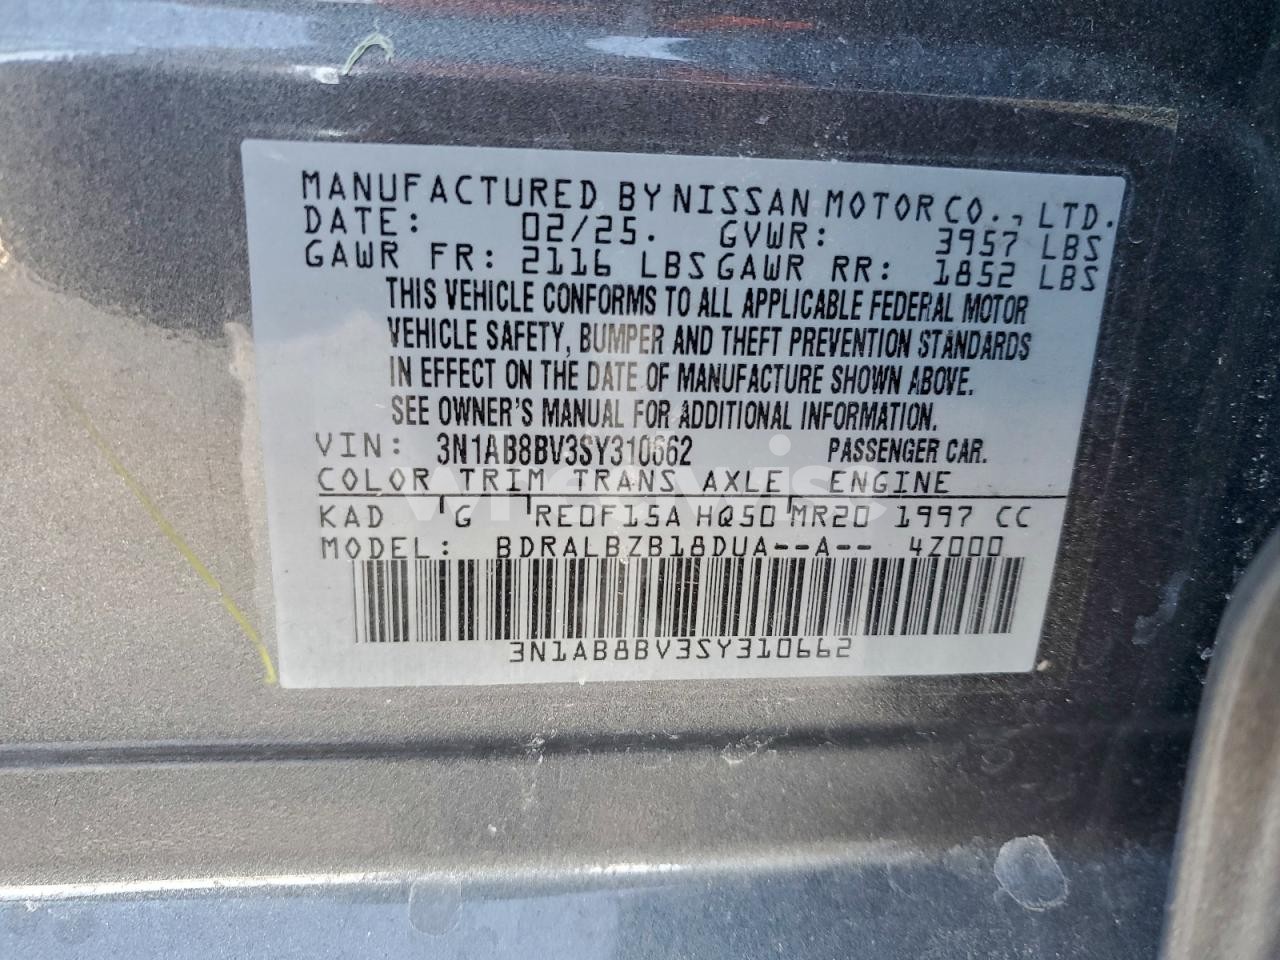 MANUFACTURED BY NISSAN MOTOR CO., LTD.
DATE: 02/25. GVWR: 3957 LBS
GAWR FR: 2116 LBS GAWR RR: 1852 LBS
THIS VEHICLE CONFORMS TO ALL APPLICABLE FEDERAL MOTOR
VEHICLE SAFETY, BUMPER AND THEFT PREVENTION STANDARDS
IN EFFECT ON THE DATE OF MANUFACTURE SHOWN ABOVE.
SEE OWNER'S MANUAL FOR ADDITIONAL INFORMATION.
VIN: 3N1AB8BV3SY310662 PASSENGER CAR.
COLOR TRIM TRANS AXLE ENGINE
KAD G RE0F15A HQ50 MR20 1997 CC
MODEL: BDRALBZB18DUA--A-- 4Z000
3N1AB8BV3SY310662